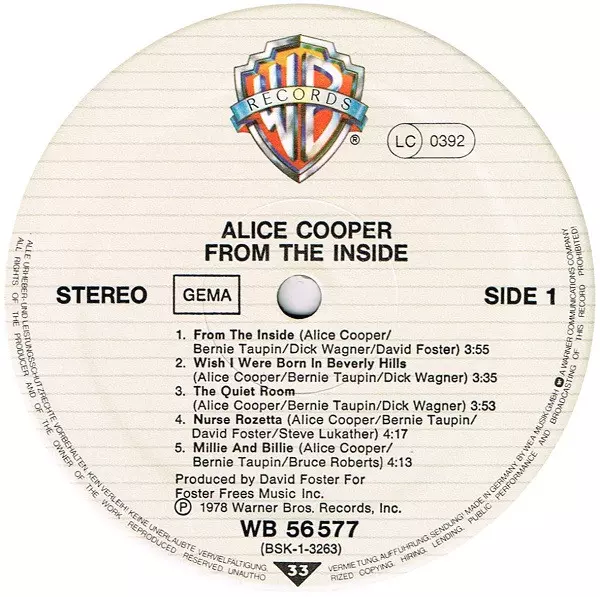 WB
RECORDS
®
LC 0392
ALICE COOPER
FROM THE INSIDE
STEREO
GEMA
SIDE 1
1. From The Inside (Alice Cooper/
Bernie Taupin/Dick Wagner/David Foster) 3:55
2. Wish I Were Born In Beverly Hills
(Alice Cooper/Bernie Taupin/Dick Wagner) 3:35
3. The Quiet Room
(Alice Cooper/Bernie Taupin/Dick Wagner) 3:53
4. Nurse Rozetta (Alice Cooper/Bernie Taupin/
David Foster/Steve Lukather) 4:17
5. Millie And Billie (Alice Cooper/
Bernie Taupin/Bruce Roberts) 4:13
Produced by David Foster For
Foster Frees Music Inc.
Ⓟ 1978 Warner Bros. Records, Inc.
WB 56 577
(BSK-1-3263)
33
ALLE URHEBER- UND LEISTUNGSSCHUTZRECHTE VORBEHALTEN. KEIN VERLEIH! KEINE UNERLAUBTE VERVIELFÄLTIGUNG,
VERMIETUNG, AUFFÜHRUNG, SENDUNG! MADE IN GERMANY BY WEA MUSIK GMBH A WARNER COMMUNICATIONS COMPANY
ALL RIGHTS OF THE PRODUCER AND OF THE OWNER OF THE WORK REPRODUCED RESERVED. UNAUTHO
RIZED COPYING, HIRING, LENDING, PUBLIC PERFORMANCE AND BROADCASTING OF THIS RECORD PROHIBITED!